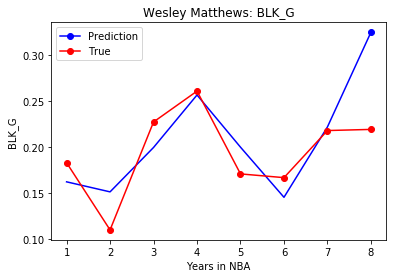 Wesley Matthews: BLK_G
Prediction
True
BLK_G
0.30
0.25
0.20
0.15
0.10
1 2 3 4 5 6 7 8
Years in NBA